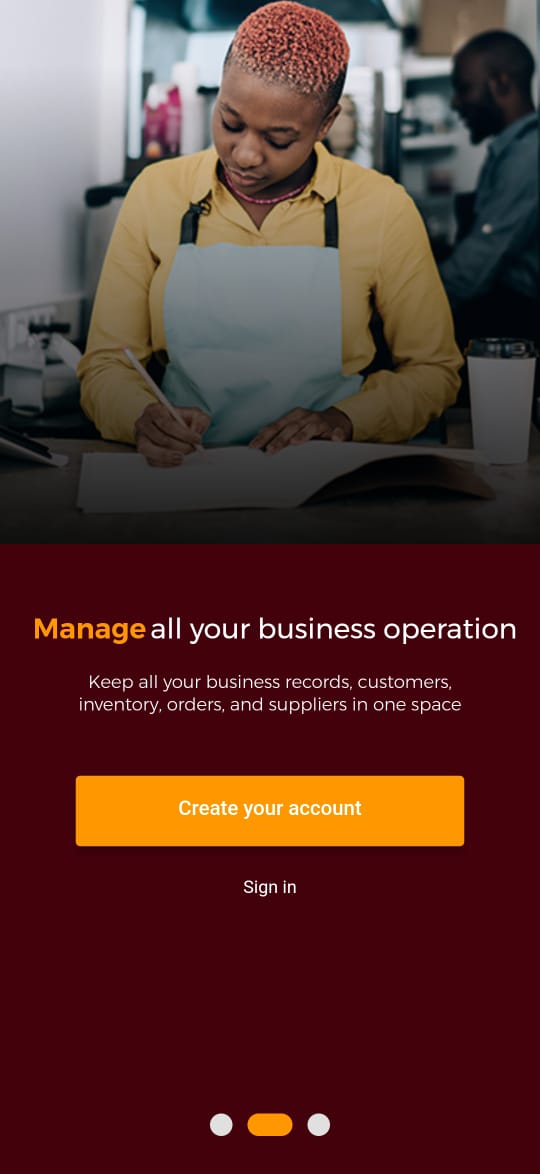 Manage all your business operation
Keep all your business records, customers,
inventory, orders, and suppliers in one space
Create your account
Sign in